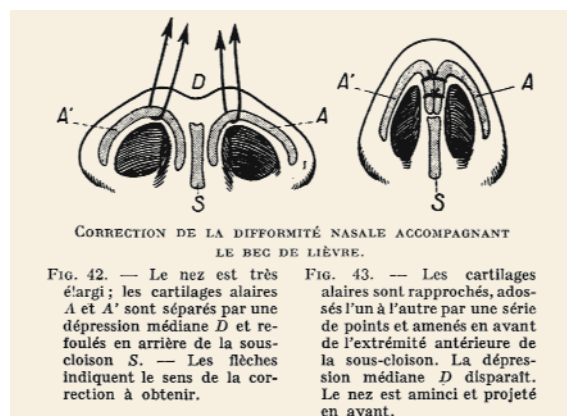 D
A'
A
S
A'
A
S
CORRECTION DE LA DIFFORMITÉ NASALE ACCOMPAGNANT
LE BEC DE LIÈVRE.
FIG. 42. — Le nez est très
élargi ; les cartilages alaires
A et A' sont séparés par une
dépression médiane D et re-
foulés en arrière de la sous-
cloison S. — Les flèches
indiquent le sens de la cor-
rection à obtenir.
FIG. 43. — Les cartilages
alaires sont rapprochés, ados-
sés l'un à l'autre par une série
de points et amenés en avant
de l'extrémité antérieure de
la sous-cloison. La dépres-
sion médiane D disparaît.
Le nez est aminci et projeté
en avant.